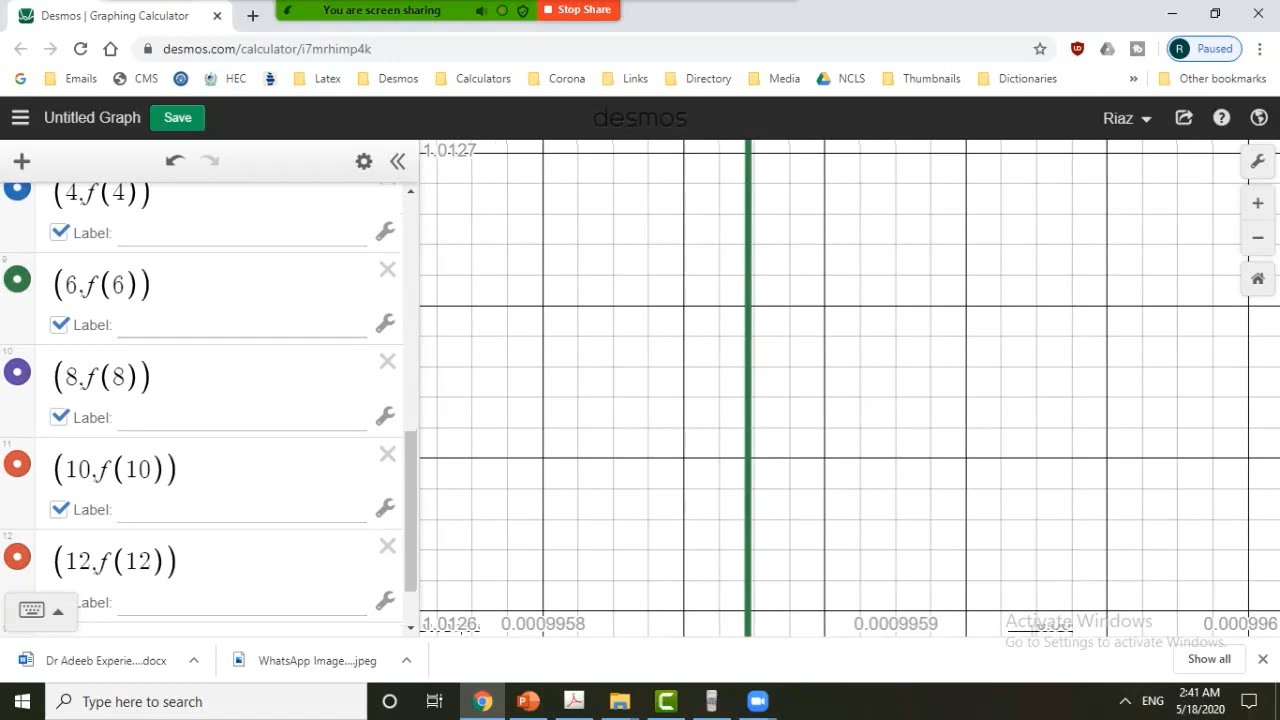 Desmos | Graphing Calculator
You are screen sharing
Stop Share
desmos.com/calculator/i7mrhimp4k
R Paused
Emails CMS HEC Latex Desmos Calculators Corona Links Directory Media NCLS Thumbnails Dictionaries » Other bookmarks
Untitled Graph Save desmos Riaz
(4,f(4))
Label:
9
(6,f(6))
Label:
10
(8,f(8))
Label:
11
(10,f(10))
Label:
12
(12,f(12))
Label:
1.0127
1.0126
0.0009958
0.0009959
0.000996
Activate Windows
Go to Settings to activate Windows.
Dr Adeeb Experie....docx
WhatsApp Image....jpeg
Show all
Type here to search
ENG
2:41 AM
5/18/2020